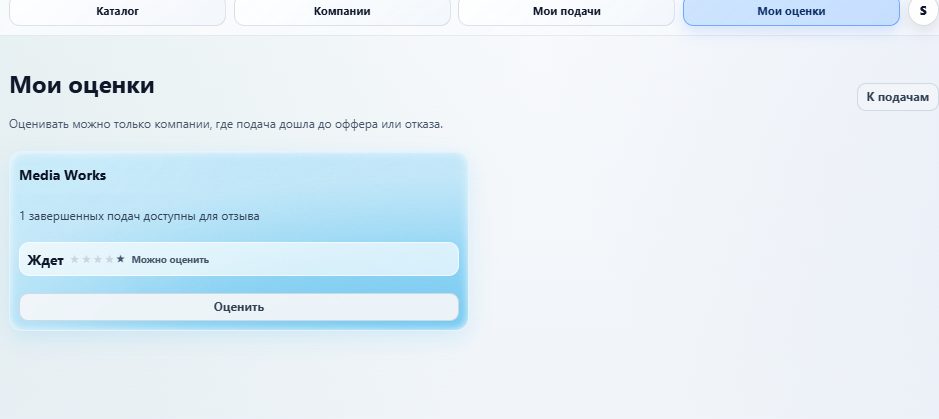 Каталог
Компании
Мои подачи
Мои оценки
S
Мои оценки
К подачам
Оценивать можно только компании, где подача дошла до оффера или отказа.
Media Works
1 завершенных подач доступны для отзыва
Ждет ★★★★★ Можно оценить
Оценить